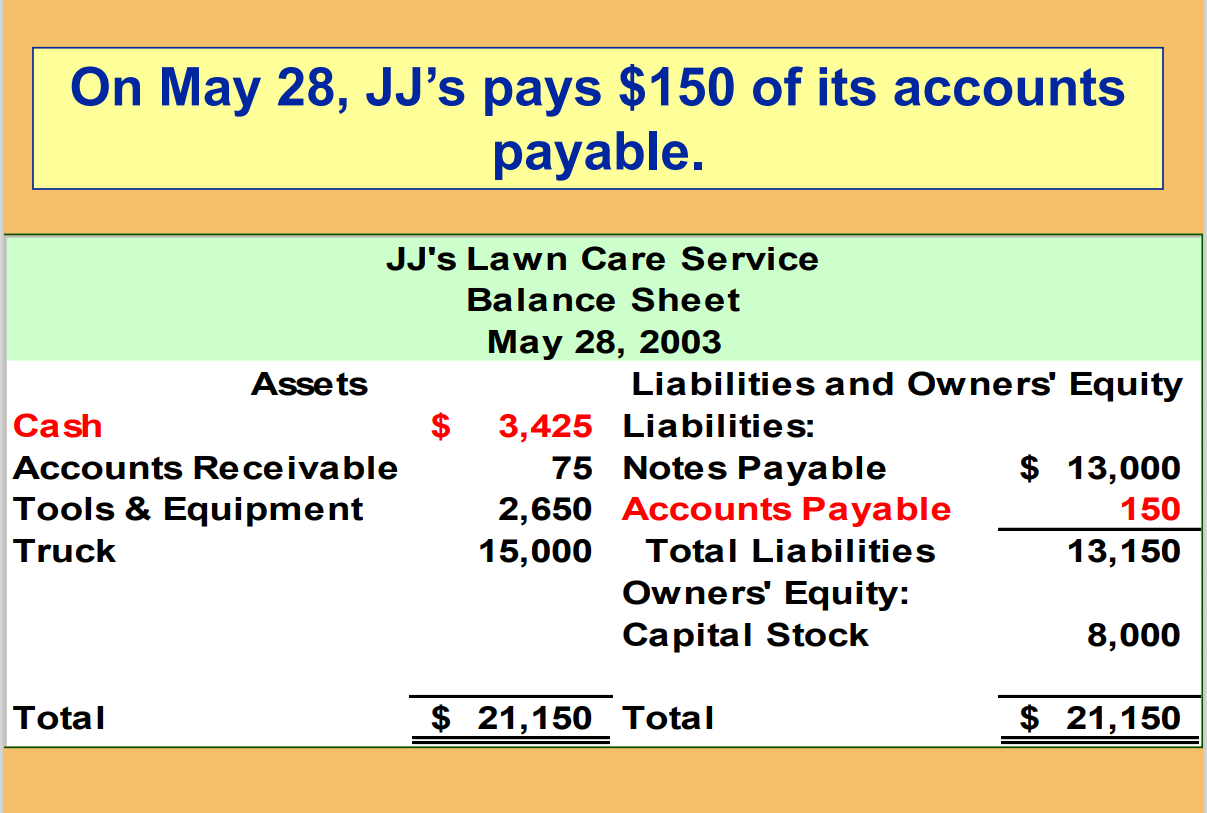 On May 28, JJ’s pays $150 of its accounts
payable.
JJ's Lawn Care Service
Balance Sheet
May 28, 2003
Assets Liabilities and Owners' Equity
Cash $ 3,425 Liabilities:
Accounts Receivable 75 Notes Payable $ 13,000
Tools & Equipment 2,650 Accounts Payable 150
Truck 15,000 Total Liabilities 13,150
Owners' Equity:
Capital Stock 8,000
Total $ 21,150 Total $ 21,150